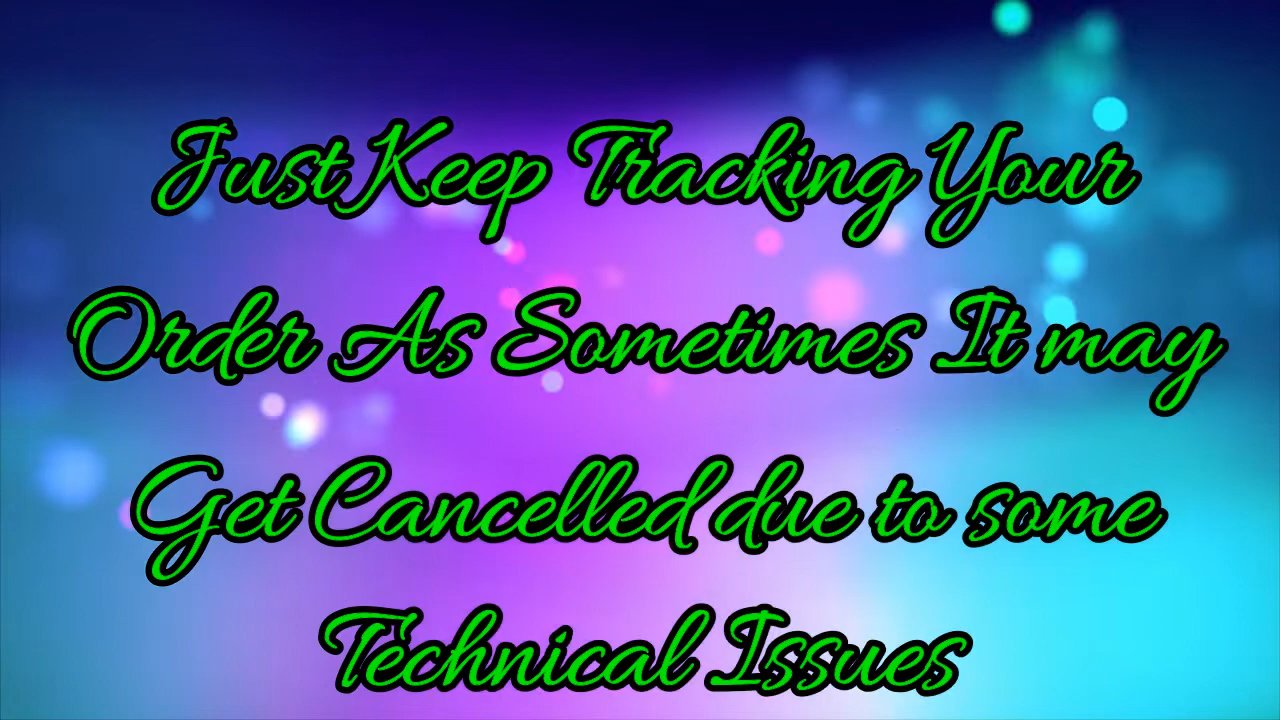 Just Keep Tracking Your
Order As Sometimes It may
Get Cancelled due to some
Technical Issues